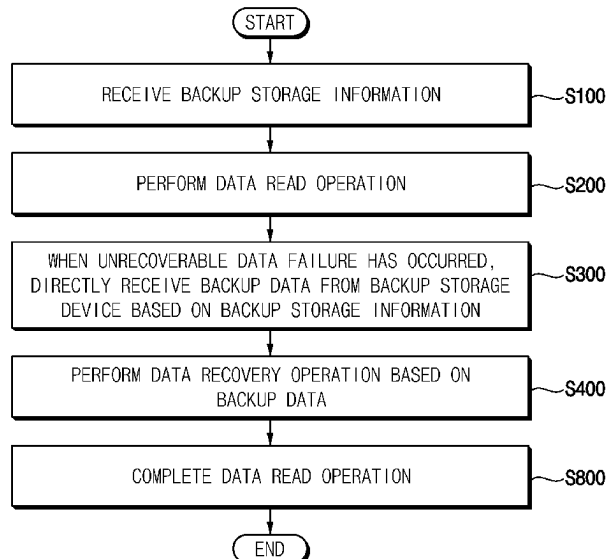 START
RECEIVE BACKUP STORAGE INFORMATION
S100
PERFORM DATA READ OPERATION
S200
WHEN UNRECOVERABLE DATA FAILURE HAS OCCURRED,
DIRECTLY RECEIVE BACKUP DATA FROM BACKUP STORAGE
DEVICE BASED ON BACKUP STORAGE INFORMATION
S300
PERFORM DATA RECOVERY OPERATION BASED ON
BACKUP DATA
S400
COMPLETE DATA READ OPERATION
S800
END